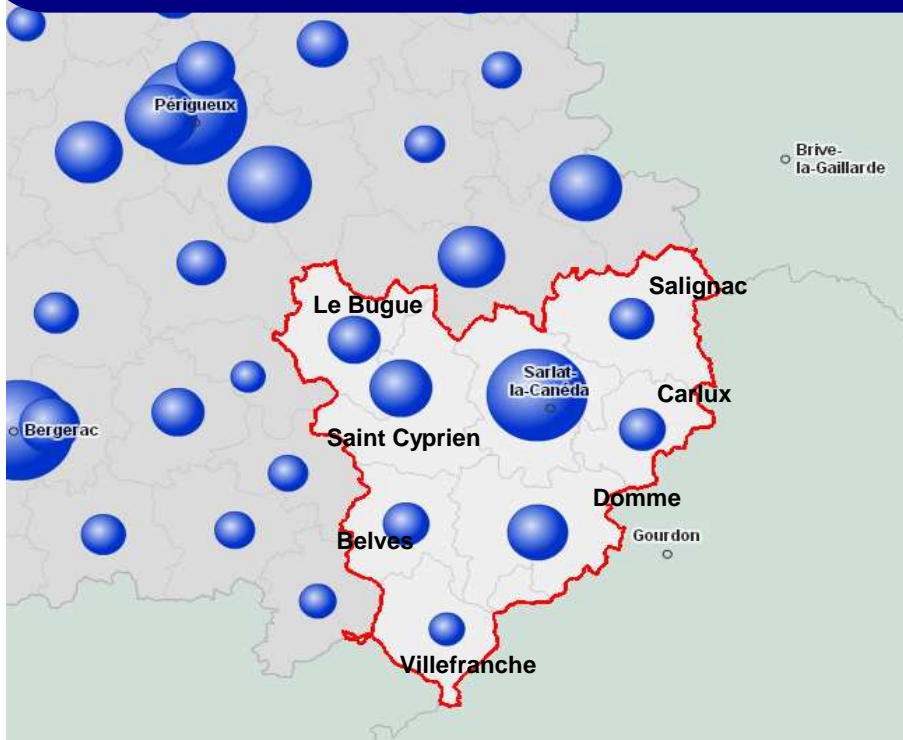 Périgueux
Brive-
la-Gaillarde
Salignac
Le Bugue
Sarlat-
la-Canéda
Carlux
Bergerac
Saint Cyprien
Domme
Belves
Gourdon
Villefranche